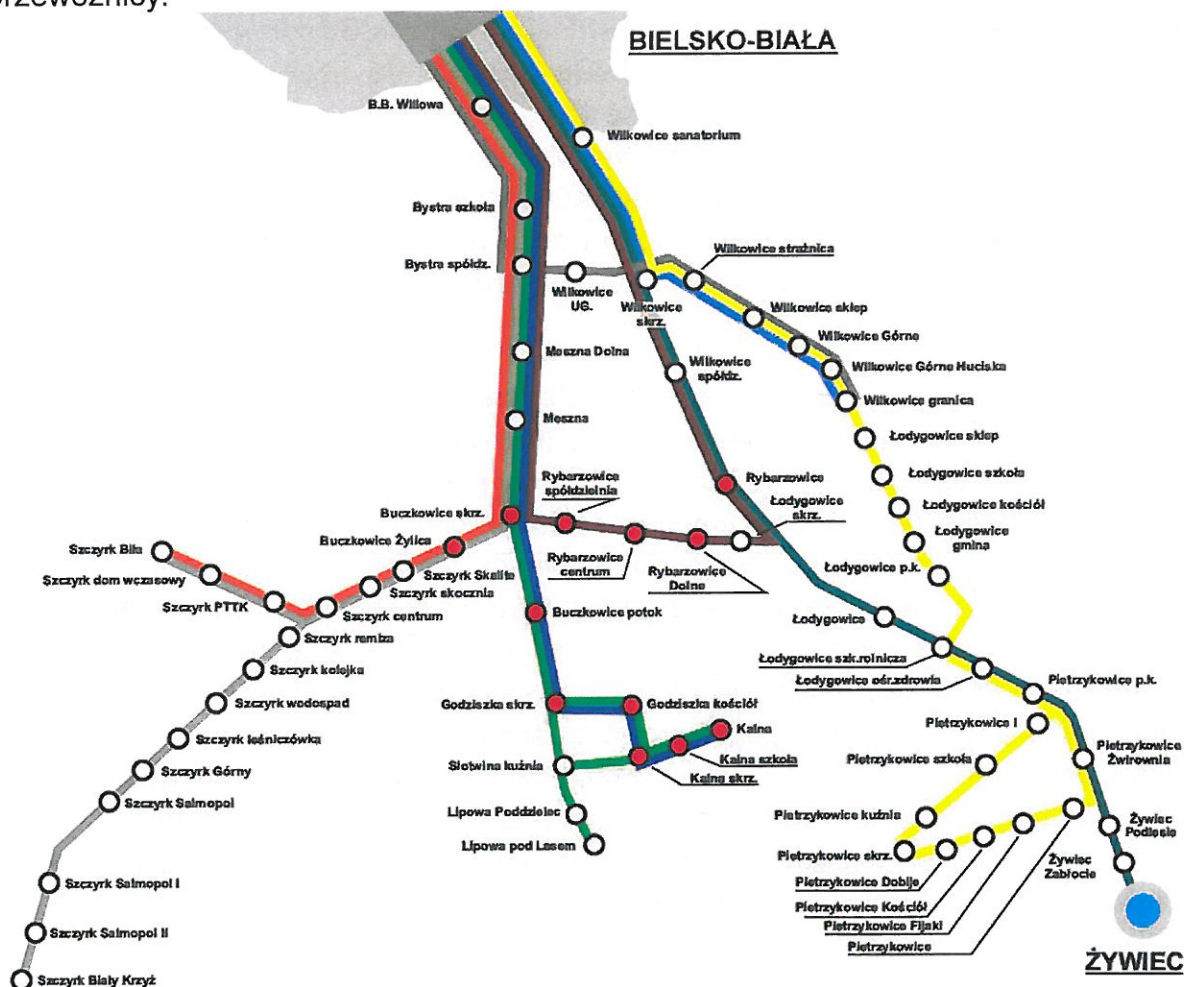 przewoźnicy:
BIELSKO-BIAŁA
B.B. Willowa
Wilkowice sanatorium
Bystra szkoła
Bystra spółdz.
Wilkowice
UG.
Wilkowice strażnica
Wilkowice
skrz.
Wilkowice sklep
Wilkowice Górne
Wilkowice Górne Huciska
Wilkowice granica
Meszna Dolna
Wilkowice
spółdz.
Meszna
Łodygowice sklep
Łodygowice szkoła
Łodygowice kościół
Łodygowice
gmina
Łodygowice p.k.
Rybarzowice
spółdzielnia
Rybarzowice
Łodygowice
skrz.
Buczkowice skrz.
Buczkowice Żylica
Rybarzowice
centrum
Rybarzowice
Dolne
Szczyrk Biła
Szczyrk dom wczasowy
Szczyrk PTTK
Szczyrk Skalite
Szczyrk skocznia
Szczyrk centrum
Szczyrk remiza
Szczyrk kolejka
Szczyrk wodospad
Szczyrk leśniczówka
Szczyrk Górny
Szczyrk Salmopol
Szczyrk Salmopol I
Szczyrk Salmopol II
Szczyrk Biały Krzyż
Buczkowice potok
Godziszka skrz.
Godziszka kościół
Kalna
Kalna szkoła
Kalna skrz.
Słotwina kuźnia
Lipowa Poddzielec
Lipowa pod Lasem
Łodygowice
Łodygowice szk.rolnicza
Łodygowice ośr.zdrowia
Pietrzykowice p.k.
Pietrzykowice I
Pietrzykowice
Żwirownia
Pietrzykowice szkoła
Pietrzykowice kuźnia
Pietrzykowice skrz.
Pietrzykowice Dobije
Pietrzykowice Kościół
Pietrzykowice Fijaki
Pietrzykowice
Żywiec
Podlesie
Żywiec
Zabłocie
ŻYWIEC